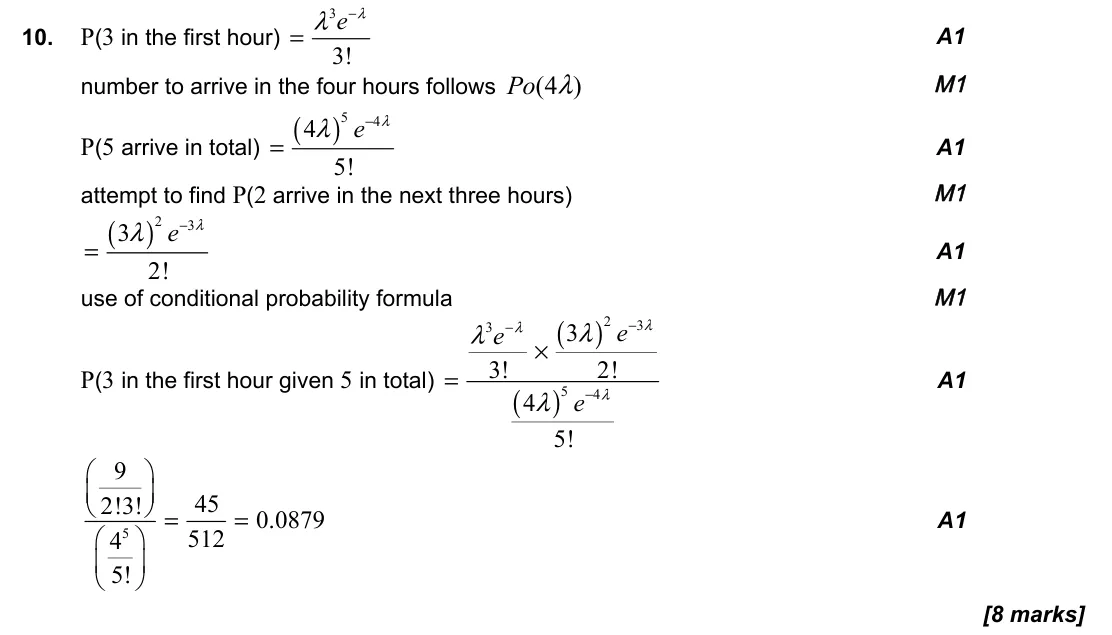 10. P(3 in the first hour) = λ³e^(−λ) / 3! A1
number to arrive in the four hours follows Po(4λ) M1
P(5 arrive in total) = (4λ)⁵ e^(−4λ) / 5! A1
attempt to find P(2 arrive in the next three hours) M1
= (3λ)² e^(−3λ) / 2! A1
use of conditional probability formula M1
P(3 in the first hour given 5 in total) = (λ³e^(−λ) / 3! × (3λ)² e^(−3λ) / 2!) / ((4λ)⁵ e^(−4λ) / 5!) A1
(9 / 2!3!) / (4⁵ / 5!) = 45 / 512 = 0.0879 A1
[8 marks]